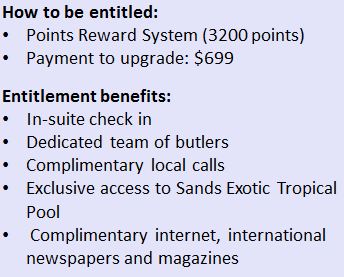 How to be entitled:
• Points Reward System (3200 points)
• Payment to upgrade: $699
Entitlement benefits:
• In-suite check in
• Dedicated team of butlers
• Complimentary local calls
• Exclusive access to Sands Exotic Tropical
Pool
• Complimentary internet, international
newspapers and magazines